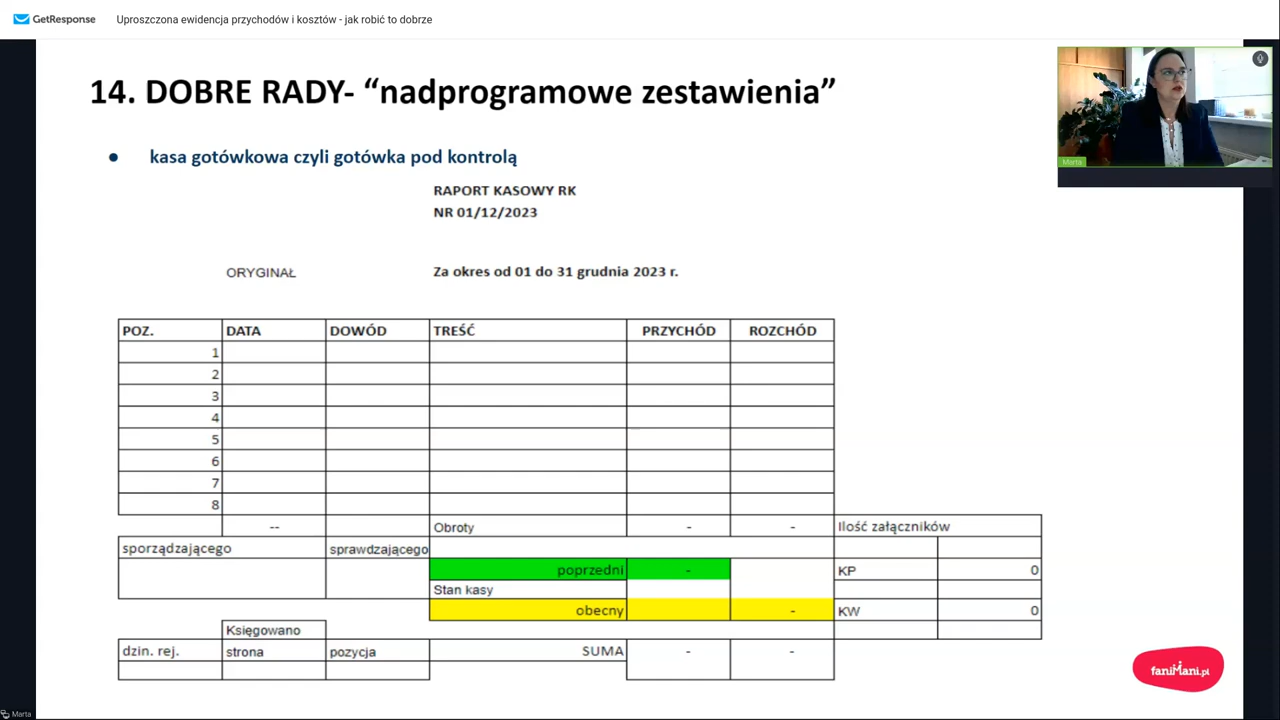 GetResponse Uproszczona ewidencja przychodów i kosztów - jak robić to dobrze
14. DOBRE RADY- “nadprogramowe zestawienia”
Marta
● kasa gotówkowa czyli gotówka pod kontrolą
RAPORT KASOWY RK
NR 01/12/2023
ORYGINAŁ Za okres od 01 do 31 grudnia 2023 r.
POZ. DATA DOWÓD TREŚĆ PRZYCHÓD ROZCHÓD
1
2
3
4
5
6
7
8
-- Obroty - - Ilość załączników
sporządzającego sprawdzającego
poprzedni - KP 0
Stan kasy
obecny - KW 0
Księgowano
dzin. rej. strona pozycja SUMA - -
faniMani.pl
Marta